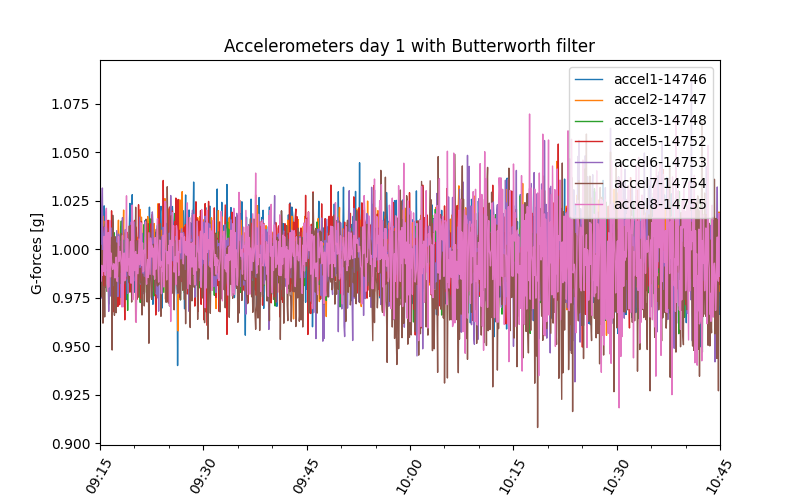 Accelerometers day 1 with Butterworth filter
accel1-14746
accel2-14747
accel3-14748
accel5-14752
accel6-14753
accel7-14754
accel8-14755
G-forces [g]
1.075
1.050
1.025
1.000
0.975
0.950
0.925
0.900
09:15
09:30
09:45
10:00
10:15
10:30
10:45